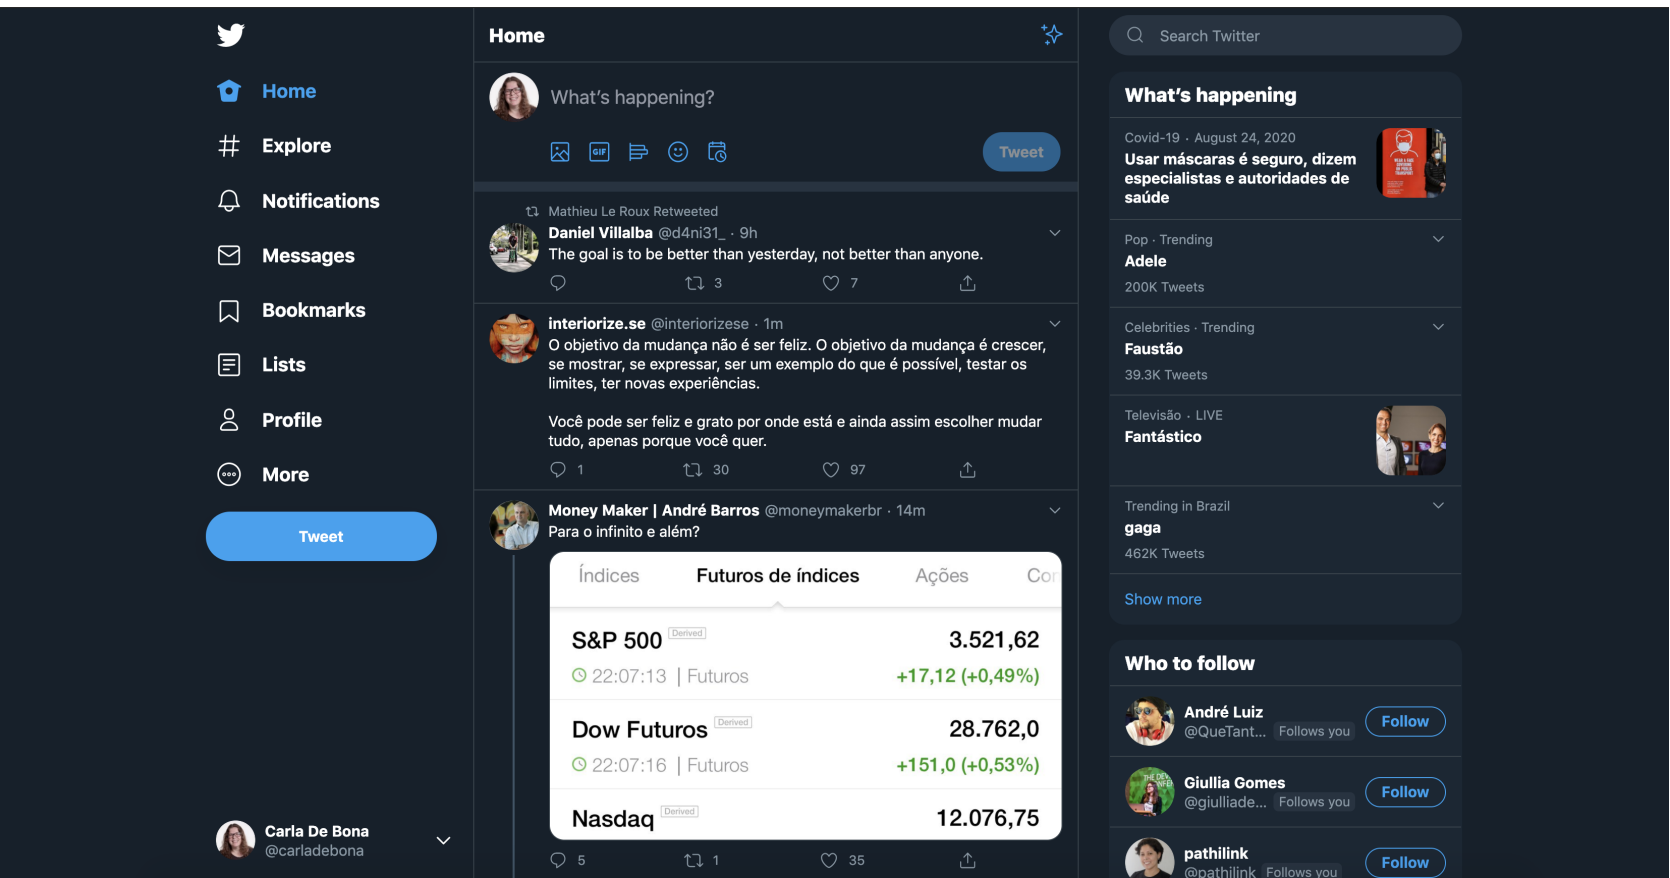 Home
Explore
Notifications
Messages
Bookmarks
Lists
Profile
More
Tweet
Carla De Bona
@carladebona
Home
What's happening?
GIF
Tweet
Mathieu Le Roux Retweeted
Daniel Villalba @d4ni31_ · 9h
The goal is to be better than yesterday, not better than anyone.
3 7
interiorize.se @interiorizese · 1m
O objetivo da mudança não é ser feliz. O objetivo da mudança é crescer,
se mostrar, se expressar, ser um exemplo do que é possível, testar os
limites, ter novas experiências.
Você pode ser feliz e grato por onde está e ainda assim escolher mudar
tudo, apenas porque você quer.
1 30 97
Money Maker | André Barros @moneymakerbr · 14m
Para o infinito e além?
Índices Futuros de índices Ações Com
S&P 500 Derived 3.521,62
22:07:13 | Futuros +17,12 (+0,49%)
Dow Futuros Derived 28.762,0
22:07:16 | Futuros +151,0 (+0,53%)
Nasdaq Derived 12.076,75
5 1 35
Search Twitter
What's happening
Covid-19 · August 24, 2020
Usar máscaras é seguro, dizem
especialistas e autoridades de
saúde
Pop · Trending
Adele
200K Tweets
Celebrities · Trending
Faustão
39.3K Tweets
Televisão · LIVE
Fantástico
Trending in Brazil
gaga
462K Tweets
Show more
Who to follow
André Luiz
@QueTant... Follows you
Follow
Giullia Gomes
@giulliade... Follows you
Follow
pathilink
@pathilink Follows you
Follow